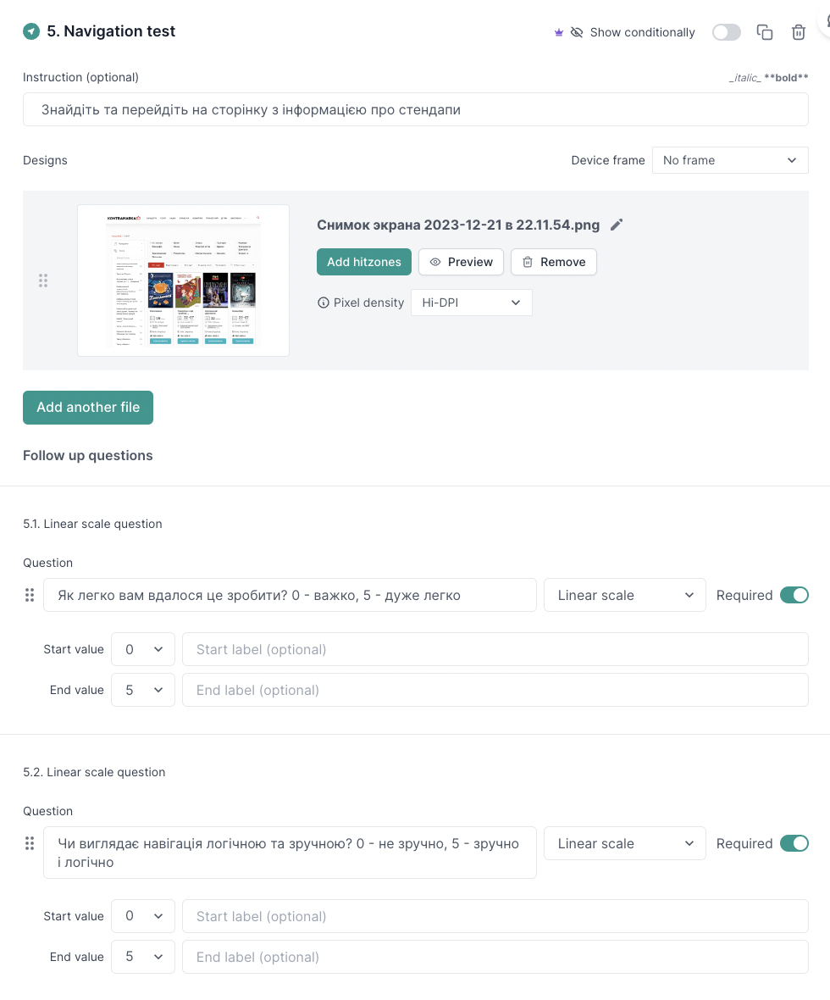 5. Navigation test
Show conditionally
Instruction (optional)
_italic_ **bold**
Знайдіть та перейдіть на сторінку з інформацією про стендапи
Designs
Device frame
No frame
KONTRAMARKA
Снимок экрана 2023-12-21 в 22.11.54.png
Add hitzones
Preview
Remove
Pixel density
Hi-DPI
Add another file
Follow up questions
5.1. Linear scale question
Question
Як легко вам вдалося це зробити? 0 - важко, 5 - дуже легко
Linear scale
Required
Start value
0
Start label (optional)
End value
5
End label (optional)
5.2. Linear scale question
Question
Чи виглядає навігація логічною та зручною? 0 - не зручно, 5 - зручно
і логічно
Linear scale
Required
Start value
0
Start label (optional)
End value
5
End label (optional)